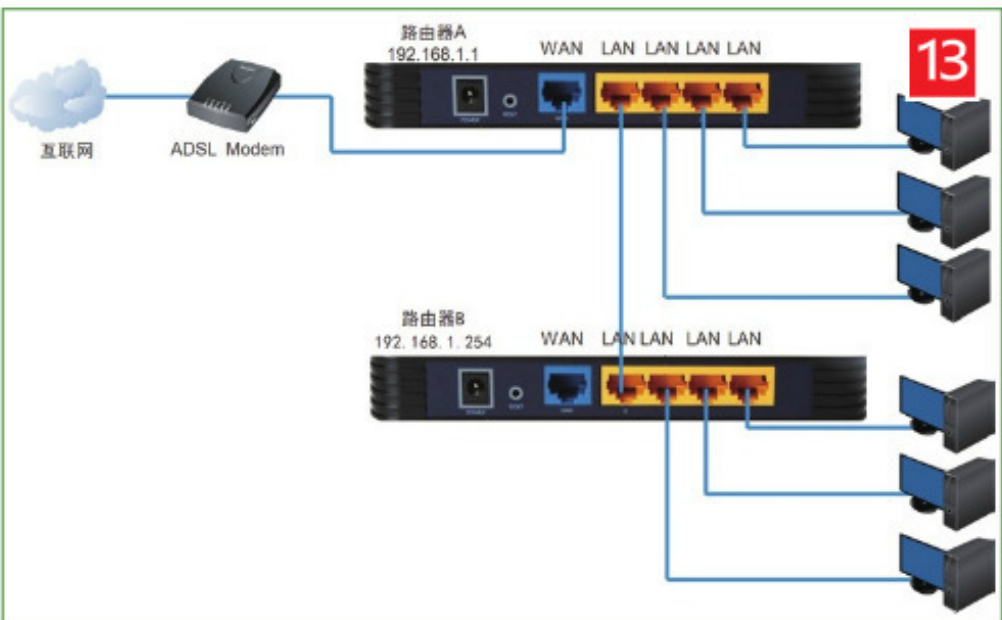 路由器A
192.168.1.1
WAN LAN LAN LAN LAN
13
互联网
ADSL Modem
路由器B
192.168.1.254
WAN LAN LAN LAN LAN